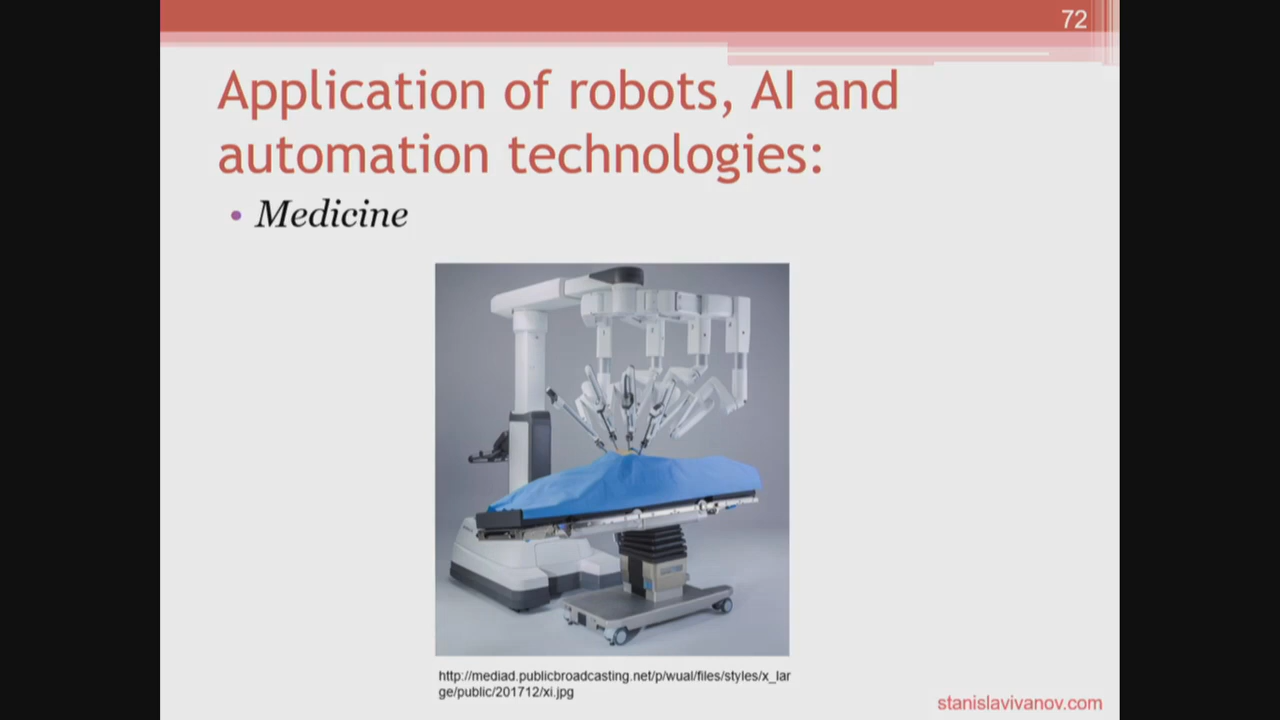 72
Application of robots, AI and
automation technologies:
• Medicine
http://mediad.publicbroadcasting.net/p/wual/files/styles/x_lar
ge/public/201712/xi.jpg
stanislavivanov.com